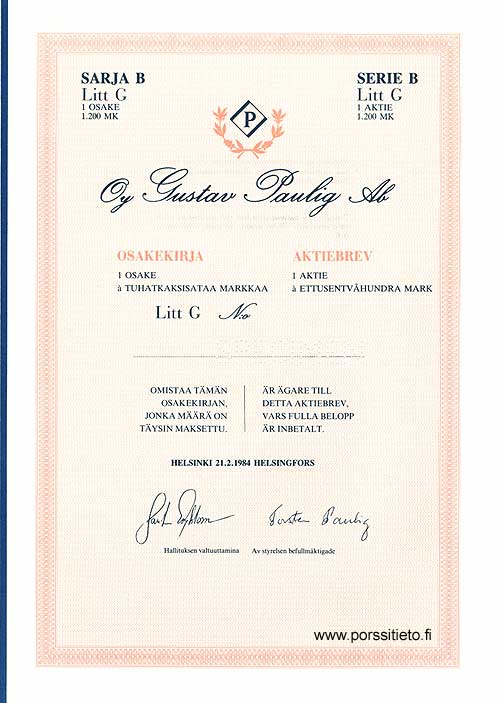 SARJA B
Litt G
1 OSAKE
1.200 MK
SERIE B
Litt G
1 AKTIE
1.200 MK
P
Oy Gustav Paulig Ab
OSAKEKIRJA
1 OSAKE
à TUHATKAKSISATAA MARKKAA
AKTIEBREV
1 AKTIE
à ETTUSENTVÅHUNDRA MARK
Litt G N:o
OMISTAA TÄMÄN
OSAKEKIRJAN,
JONKA MÄÄRÄ ON
TÄYSIN MAKSETTU.
ÄR ÄGARE TILL
DETTA AKTIEBREV,
VARS FULLA BELOPP
ÄR INBETALT.
HELSINKI 21.2.1984 HELSINGFORS
Torsten Paulig
Hallituksen valtuuttamina Av styrelsen befullmäktigade
www.porssitieto.fi